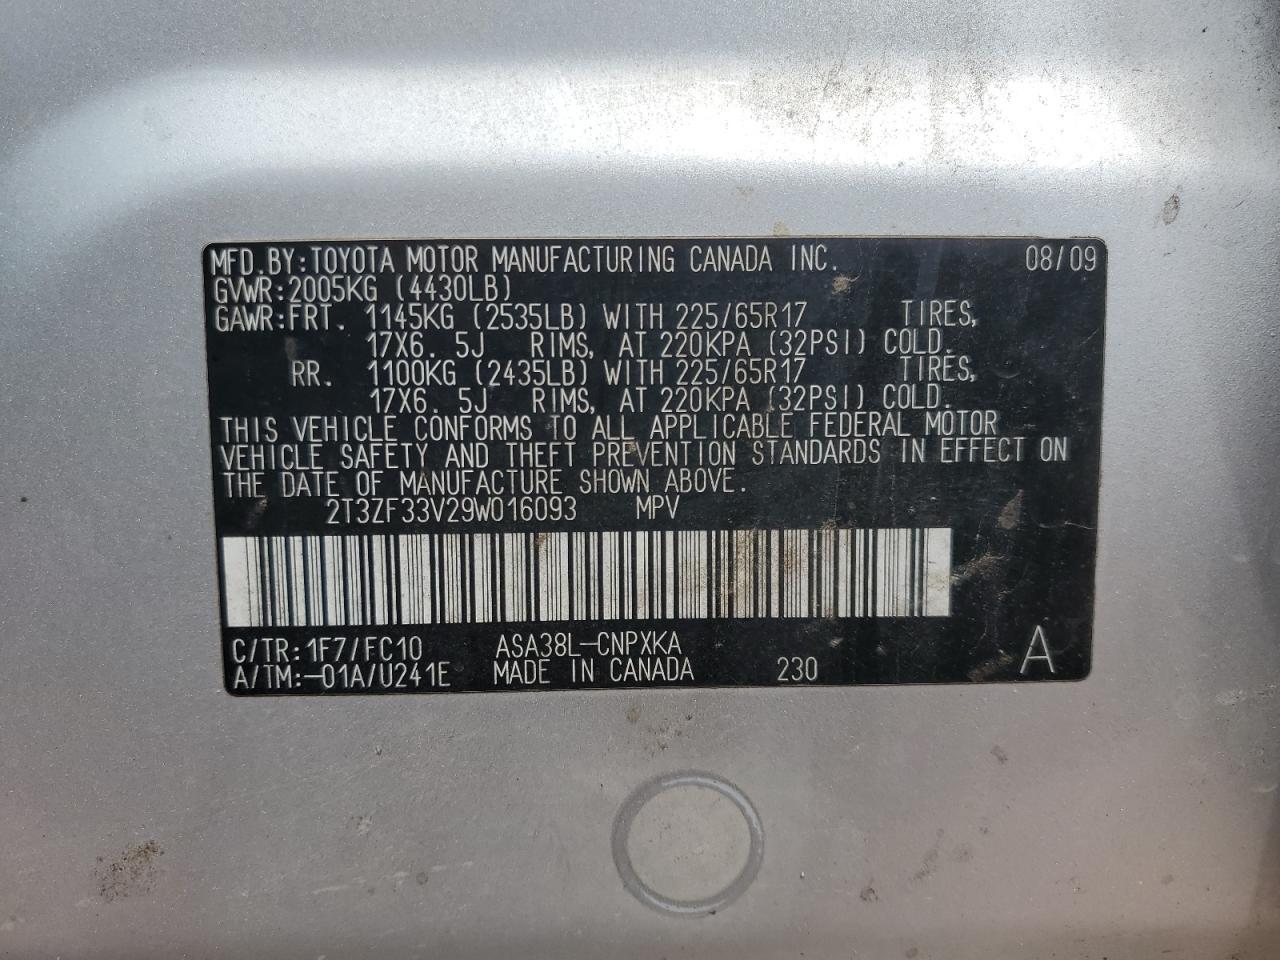 MFD.BY:TOYOTA MOTOR MANUFACTURING CANADA INC. 08/09
GVWR:2005KG (4430LB)
GAWR:FRT. 1145KG (2535LB) WITH 225/65R17 TIRES,
17X6. 5J RIMS, AT 220KPA (32PSI) COLD.
RR. 1100KG (2435LB) WITH 225/65R17 TIRES,
17X6. 5J RIMS, AT 220KPA (32PSI) COLD.
THIS VEHICLE CONFORMS TO ALL APPLICABLE FEDERAL MOTOR
VEHICLE SAFETY AND THEFT PREVENTION STANDARDS IN EFFECT ON
THE DATE OF MANUFACTURE SHOWN ABOVE.
2T3ZF33V29W016093 MPV
C/TR:1F7/FC10 ASA38L-CNPXKA
A/TM:-01A/U241E MADE IN CANADA 230 A